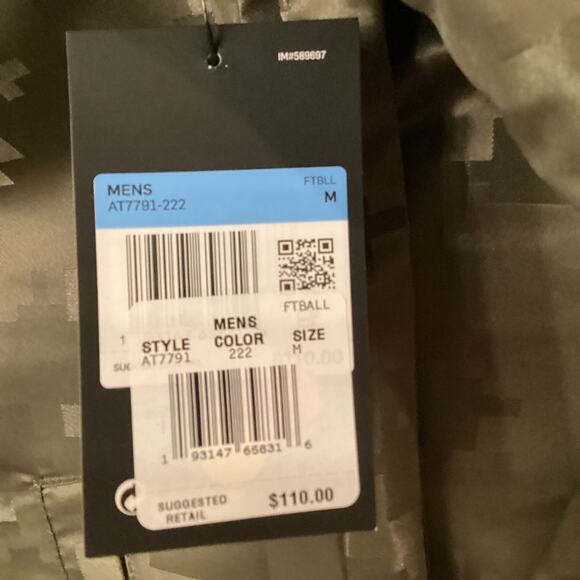 IM#589697
MENS FTBLL
AT7791-222 M
FTBALL
MENS
STYLE COLOR SIZE
AT7791 222 M
1 93147 65831 6
SUGGESTED
RETAIL $110.00